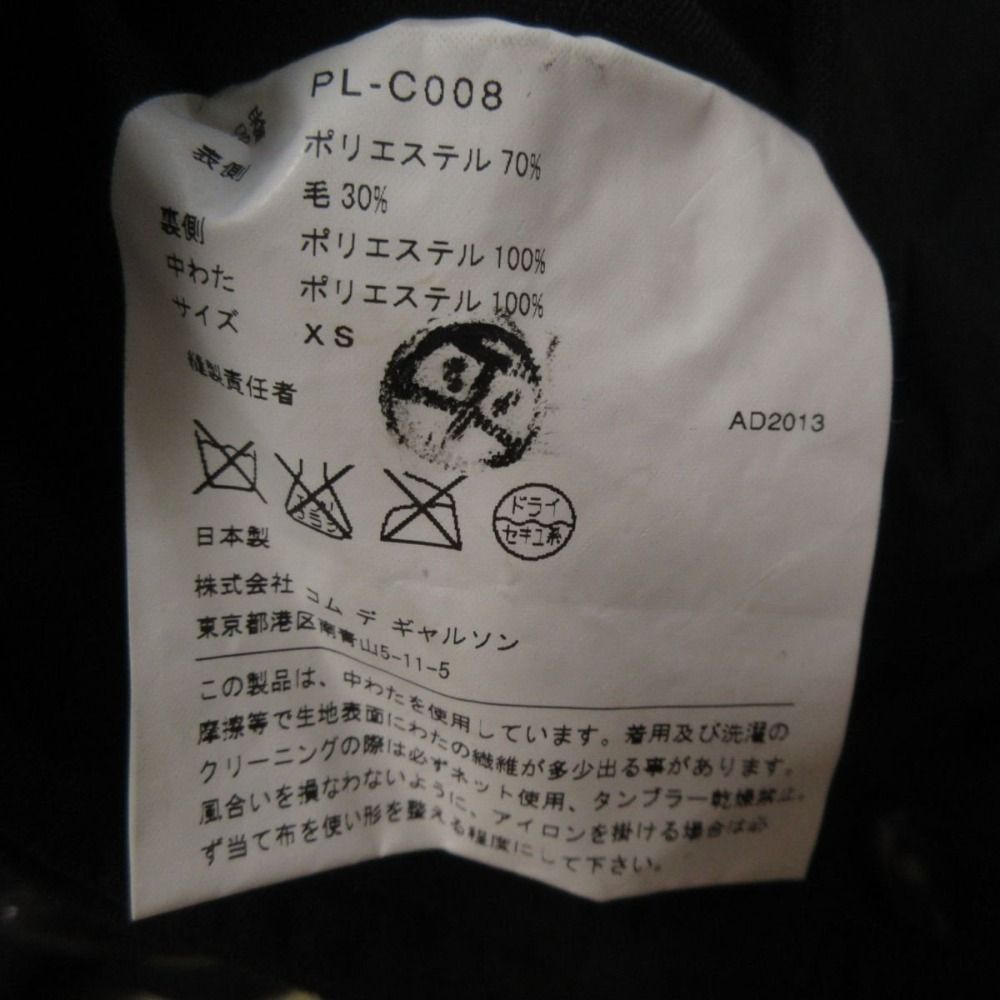 品番 PL-C008
表側 ポリエステル 70%
毛 30%
裏側 ポリエステル 100%
中わた ポリエステル 100%
サイズ XS
縫製責任者
AD2013
ドライ
セキユ系
日本製
株式会社 コム デ ギャルソン
東京都港区南青山5-11-5
この製品は、中わたを使用しています。着用及び洗濯の
摩擦等で生地表面にわたの繊維が多少出る事があります。
クリーニングの際は必ずネット使用、タンブラー乾燥禁止。
風合いを損なわないように、アイロンを掛ける場合は必
ず当て布を使い形を整える程度にして下さい。